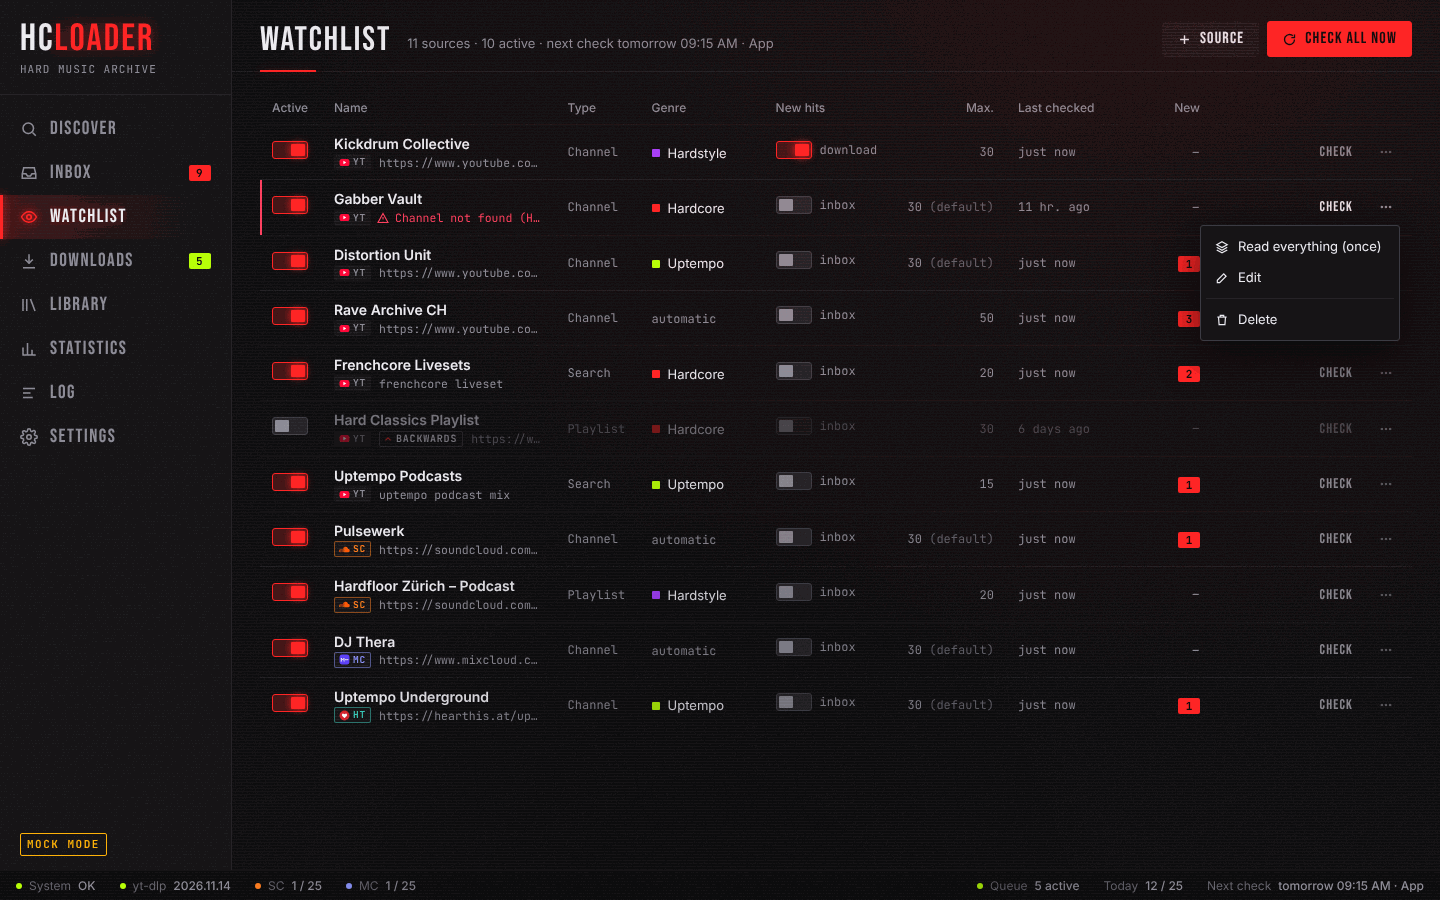 HCLOADER
HARD MUSIC ARCHIVE
DISCOVER
INBOX 9
WATCHLIST
DOWNLOADS 5
LIBRARY
STATISTICS
LOG
SETTINGS
MOCK MODE
WATCHLIST 11 sources · 10 active · next check tomorrow 09:15 AM · App
+ SOURCE CHECK ALL NOW
Active Name Type Genre New hits Max. Last checked New
Kickdrum Collective
YT https://www.youtube.co… Channel Hardstyle download 30 just now – CHECK ...
Gabber Vault
YT Channel not found (H… Channel Hardcore inbox 30 (default) 11 hr. ago – CHECK ...
Read everything (once)
Edit
Delete
Distortion Unit
YT https://www.youtube.co… Channel Uptempo inbox 30 (default) just now 1
Rave Archive CH
YT https://www.youtube.co… Channel automatic inbox 50 just now 3
Frenchcore Livesets
YT frenchcore liveset Search Hardcore inbox 20 just now 2 CHECK ...
Hard Classics Playlist
YT BACKWARDS https://w… Playlist Hardcore inbox 30 6 days ago – CHECK ...
Uptempo Podcasts
YT uptempo podcast mix Search Uptempo inbox 15 just now 1 CHECK ...
Pulsewerk
SC https://soundcloud.com… Channel automatic inbox 30 (default) just now 1 CHECK ...
Hardfloor Zürich – Podcast
SC https://soundcloud.com… Playlist Hardstyle inbox 20 just now – CHECK ...
DJ Thera
MC https://www.mixcloud.c… Channel automatic inbox 30 (default) just now – CHECK ...
Uptempo Underground
HT https://hearthis.at/up… Channel Uptempo inbox 30 (default) just now 1 CHECK ...
System OK yt-dlp 2026.11.14 SC 1 / 25 MC 1 / 25 Queue 5 active Today 12 / 25 Next check tomorrow 09:15 AM · App